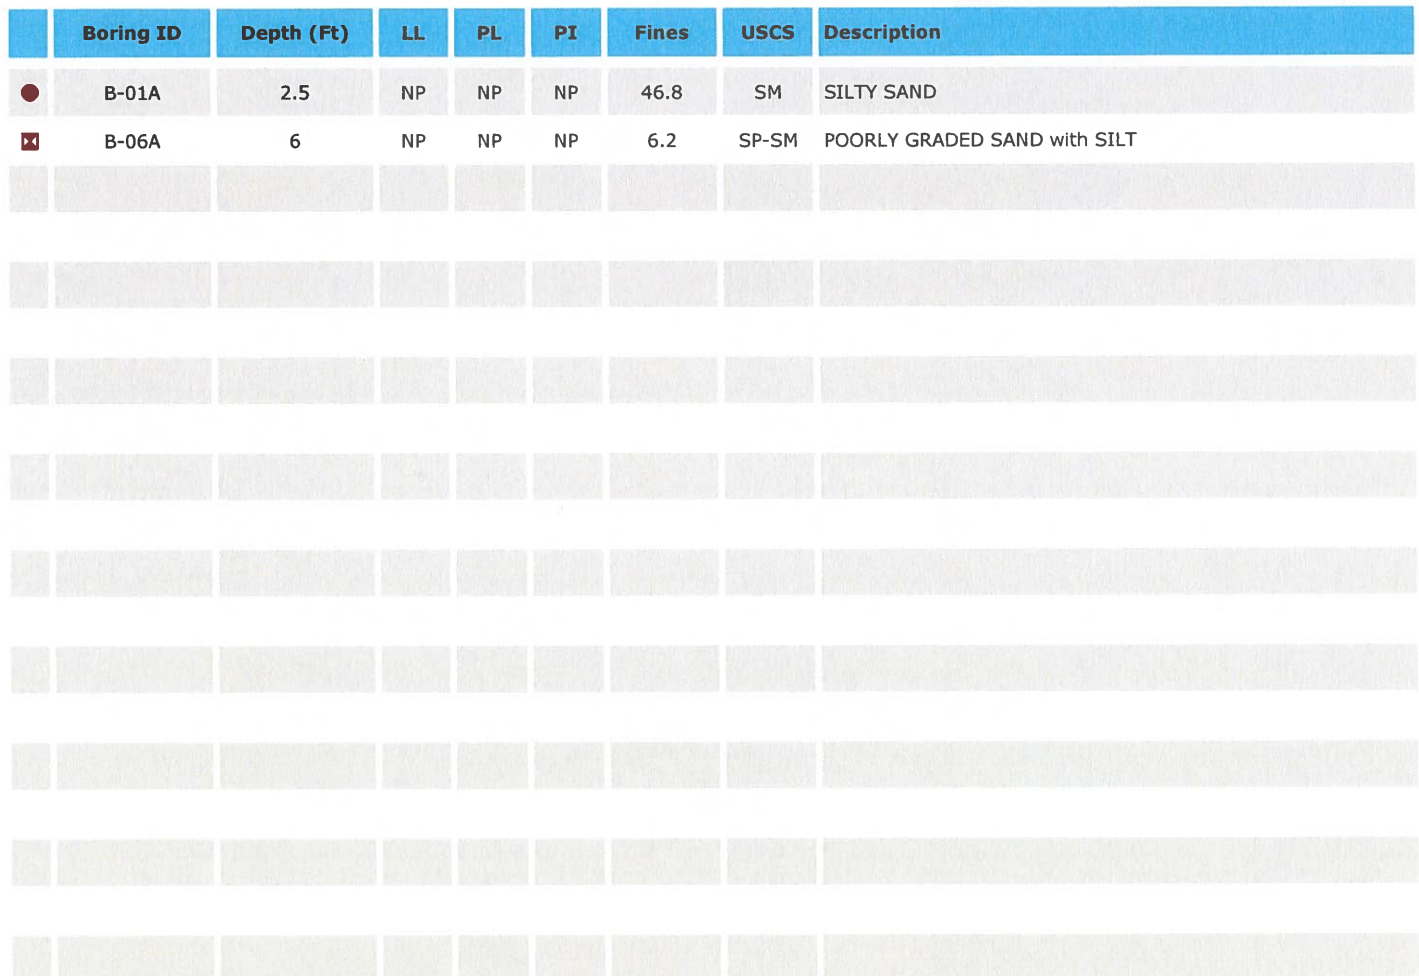 Boring ID Depth (Ft) LL PL PI Fines USCS Description
B-01A 2.5 NP NP NP 46.8 SM SILTY SAND
B-06A 6 NP NP NP 6.2 SP-SM POORLY GRADED SAND with SILT